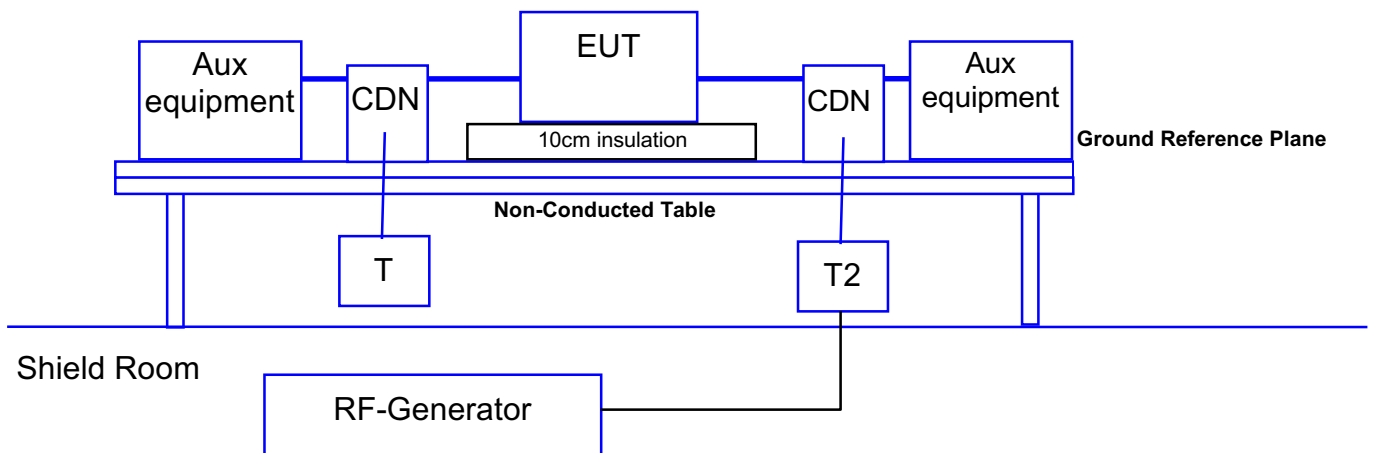 Aux
equipment
CDN
EUT
CDN
Aux
equipment
10cm insulation
Ground Reference Plane
Non-Conducted Table
T
T2
Shield Room
RF-Generator